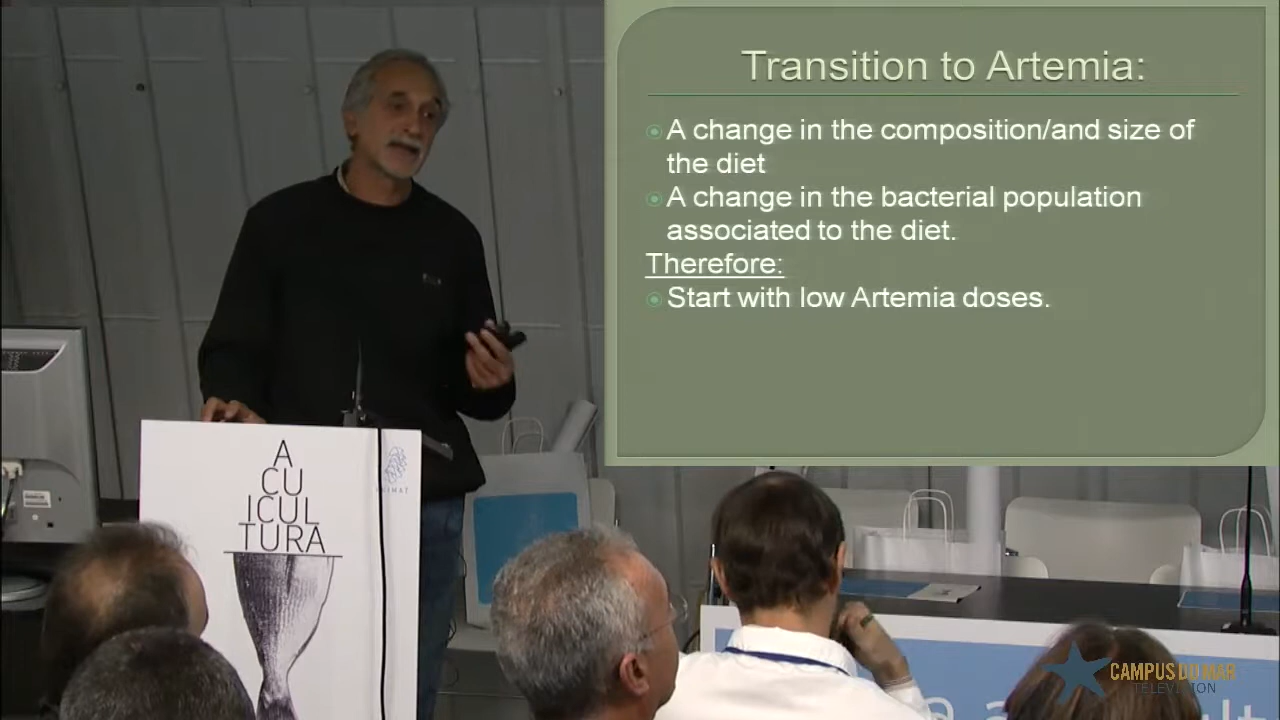 Transition to Artemia:
A change in the composition/and size of
the diet
A change in the bacterial population
associated to the diet.
Therefore:
Start with low Artemia doses.
A
CU
ICUL
TURA
CAMPUS DU MAR
TELEVISION